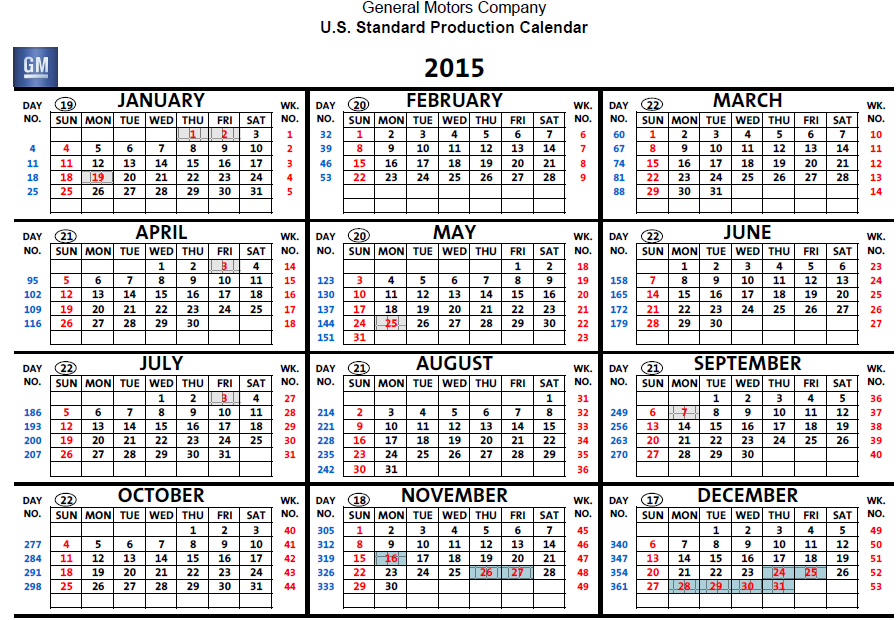 General Motors Company
U.S. Standard Production Calendar
GM
2015
DAY 19 JANUARY WK.
NO. SUN MON TUE WED THU FRI SAT NO.
1 2 3 1
4 4 5 6 7 8 9 10 2
11 11 12 13 14 15 16 17 3
18 18 19 20 21 22 23 24 4
25 25 26 27 28 29 30 31 5
DAY 20 FEBRUARY WK.
NO. SUN MON TUE WED THU FRI SAT NO.
32 1 2 3 4 5 6 7 6
39 8 9 10 11 12 13 14 7
46 15 16 17 18 19 20 21 8
53 22 23 24 25 26 27 28 9
DAY 22 MARCH WK.
NO. SUN MON TUE WED THU FRI SAT NO.
60 1 2 3 4 5 6 7 10
67 8 9 10 11 12 13 14 11
74 15 16 17 18 19 20 21 12
81 22 23 24 25 26 27 28 13
88 29 30 31 14
DAY 21 APRIL WK.
NO. SUN MON TUE WED THU FRI SAT NO.
1 2 3 4 14
95 5 6 7 8 9 10 11 15
102 12 13 14 15 16 17 18 16
109 19 20 21 22 23 24 25 17
116 26 27 28 29 30 18
DAY 20 MAY WK.
NO. SUN MON TUE WED THU FRI SAT NO.
1 2 18
123 3 4 5 6 7 8 9 19
130 10 11 12 13 14 15 16 20
137 17 18 19 20 21 22 23 21
144 24 25 26 27 28 29 30 22
151 31 23
DAY 22 JUNE WK.
NO. SUN MON TUE WED THU FRI SAT NO.
1 2 3 4 5 6 23
158 7 8 9 10 11 12 13 24
165 14 15 16 17 18 19 20 25
172 21 22 23 24 25 26 27 26
179 28 29 30 27
DAY 22 JULY WK.
NO. SUN MON TUE WED THU FRI SAT NO.
1 2 3 4 27
186 5 6 7 8 9 10 11 28
193 12 13 14 15 16 17 18 29
200 19 20 21 22 23 24 25 30
207 26 27 28 29 30 31 31
DAY 21 AUGUST WK.
NO. SUN MON TUE WED THU FRI SAT NO.
1 31
214 2 3 4 5 6 7 8 32
221 9 10 11 12 13 14 15 33
228 16 17 18 19 20 21 22 34
235 23 24 25 26 27 28 29 35
242 30 31 36
DAY 21 SEPTEMBER WK.
NO. SUN MON TUE WED THU FRI SAT NO.
1 2 3 4 5 36
249 6 7 8 9 10 11 12 37
256 13 14 15 16 17 18 19 38
263 20 21 22 23 24 25 26 39
270 27 28 29 30 40
DAY 22 OCTOBER WK.
NO. SUN MON TUE WED THU FRI SAT NO.
1 2 3 40
277 4 5 6 7 8 9 10 41
284 11 12 13 14 15 16 17 42
291 18 19 20 21 22 23 24 43
298 25 26 27 28 29 30 31 44
DAY 18 NOVEMBER WK.
NO. SUN MON TUE WED THU FRI SAT NO.
305 1 2 3 4 5 6 7 45
312 8 9 10 11 12 13 14 46
319 15 16 17 18 19 20 21 47
326 22 23 24 25 26 27 28 48
333 29 30 49
DAY 17 DECEMBER WK.
NO. SUN MON TUE WED THU FRI SAT NO.
1 2 3 4 5 49
340 6 7 8 9 10 11 12 50
347 13 14 15 16 17 18 19 51
354 20 21 22 23 24 25 26 52
361 27 28 29 30 31 53